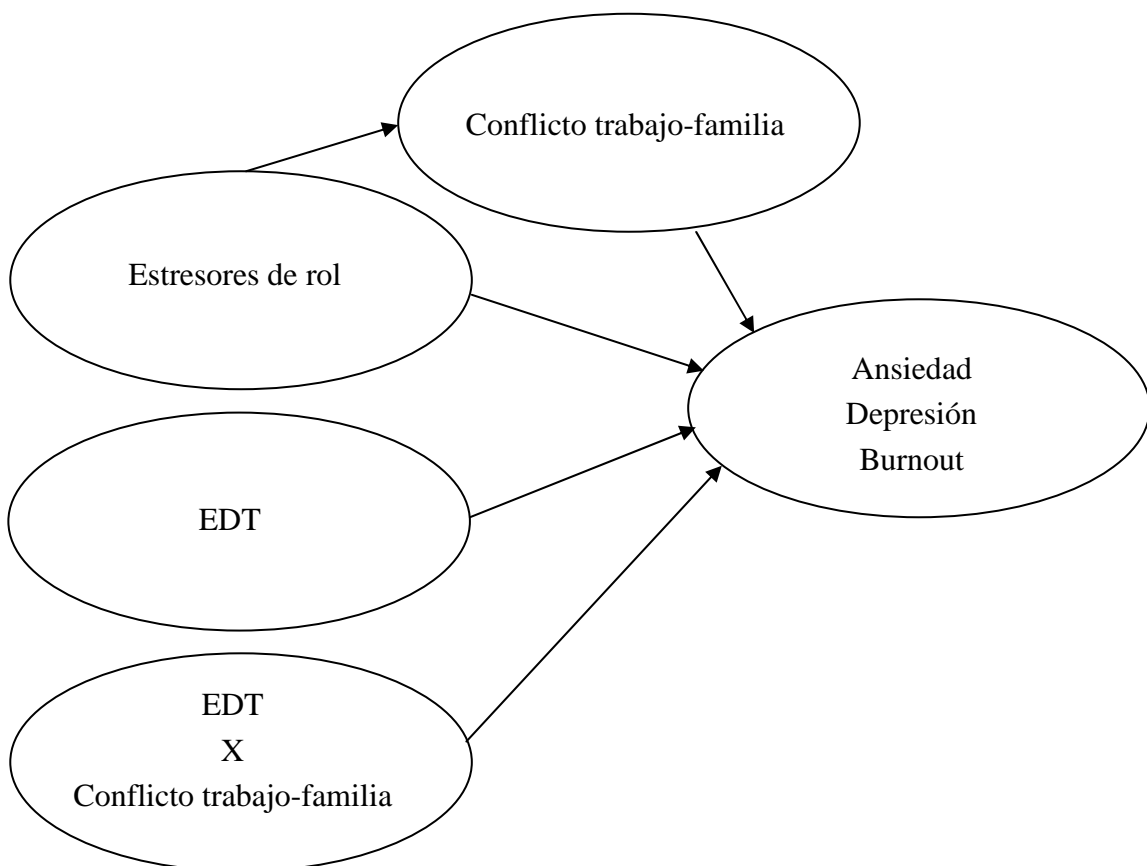 Conflicto trabajo-familia
Estresores de rol
Ansiedad
Depresión
Burnout
EDT
EDT
X
Conflicto trabajo-familia